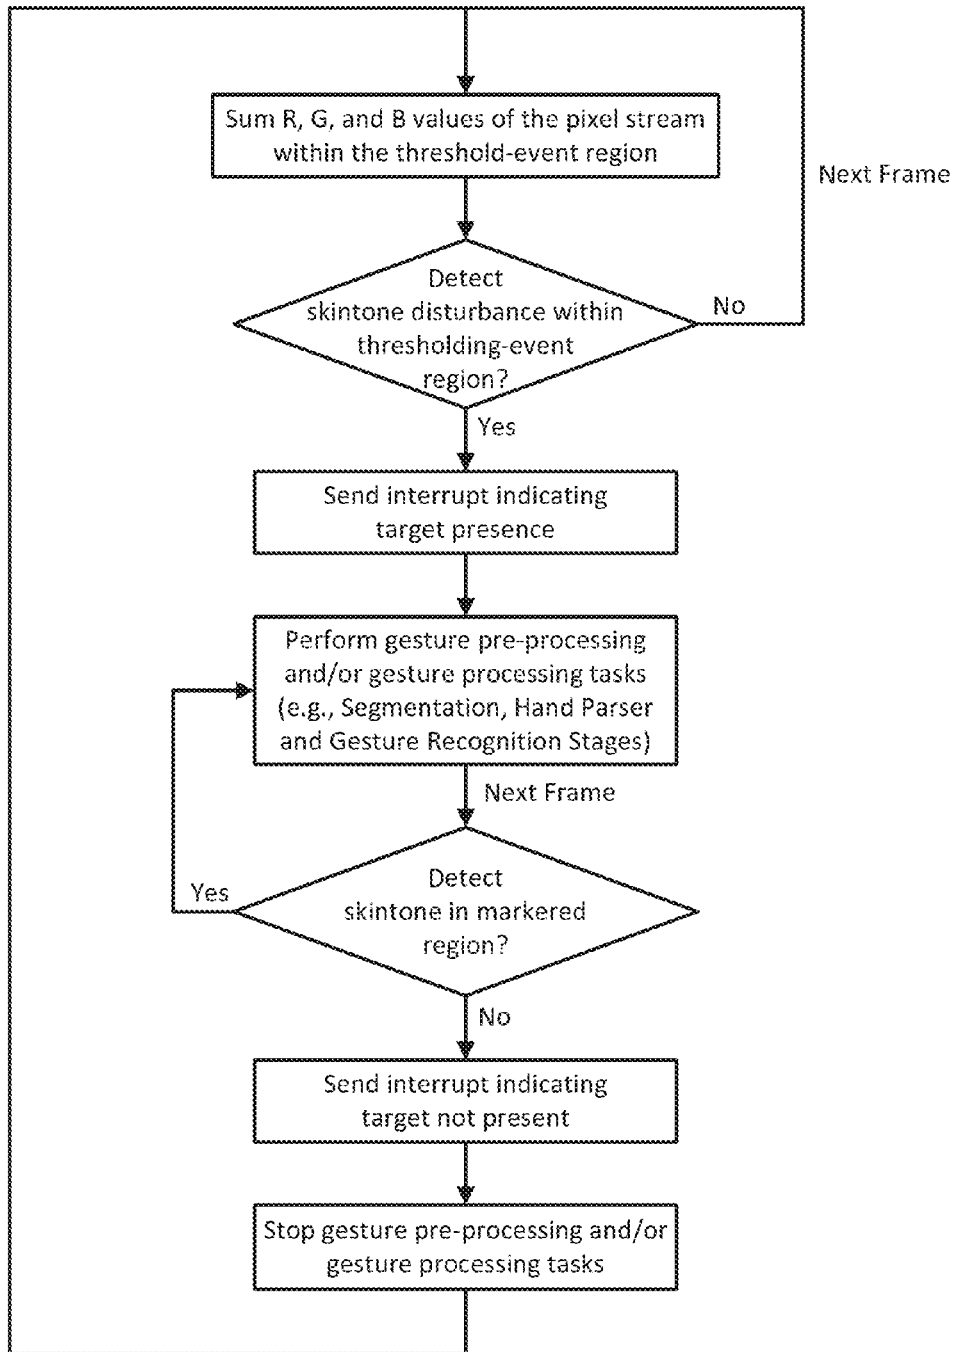 Sum R, G, and B values of the pixel stream
within the threshold-event region
Next Frame
Detect
skintone disturbance within
thresholding-event
region?
No
Yes
Send interrupt indicating
target presence
Perform gesture pre-processing
and/or gesture processing tasks
(e.g., Segmentation, Hand Parser
and Gesture Recognition Stages)
Next Frame
Detect
skintone in markered
region?
Yes
No
Send interrupt indicating
target not present
Stop gesture pre-processing and/or
gesture processing tasks